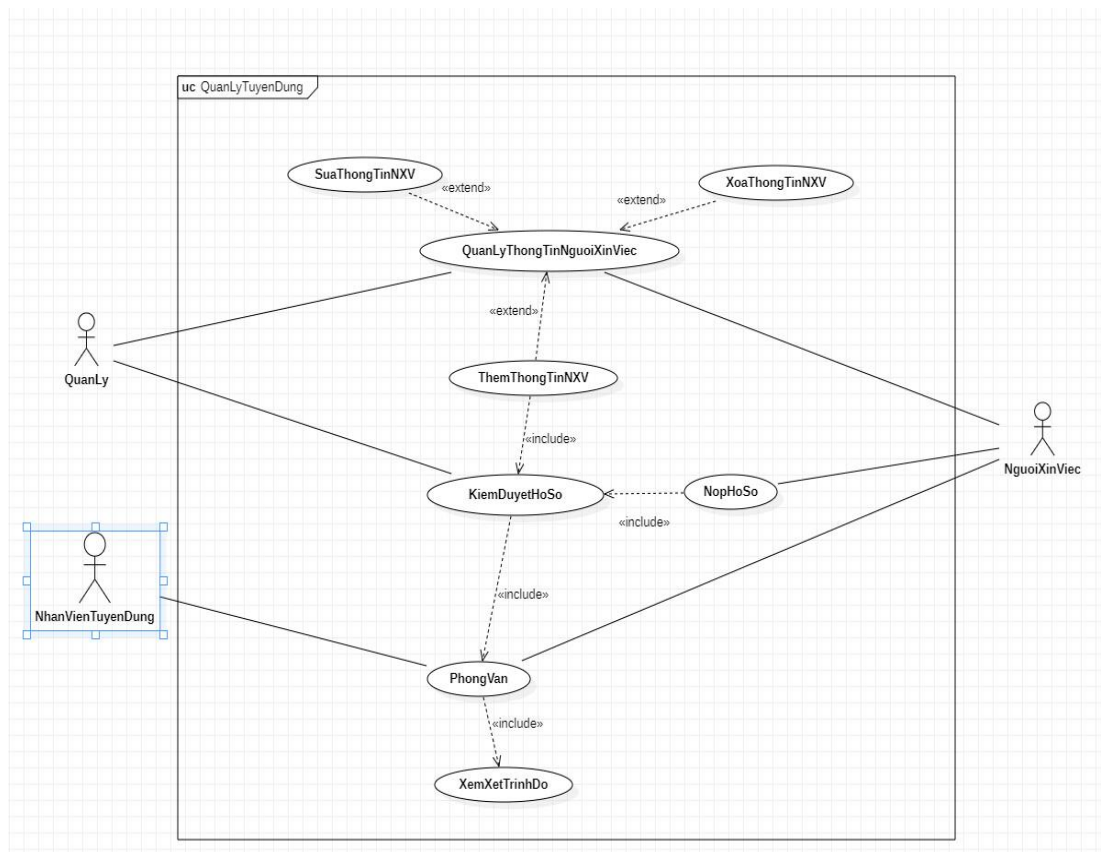 uc QuanLyTuyenDung
SuaThongTinNXV
«extend»
XoaThongTinNXV
«extend»
QuanLyThongTinNguoiXinViec
«extend»
QuanLy
ThemThongTinNXV
«include»
NguoiXinViec
KiemDuyetHoSo
NopHoSo
«include»
«include»
NhanVienTuyenDung
PhongVan
«include»
XemXetTrinhDo